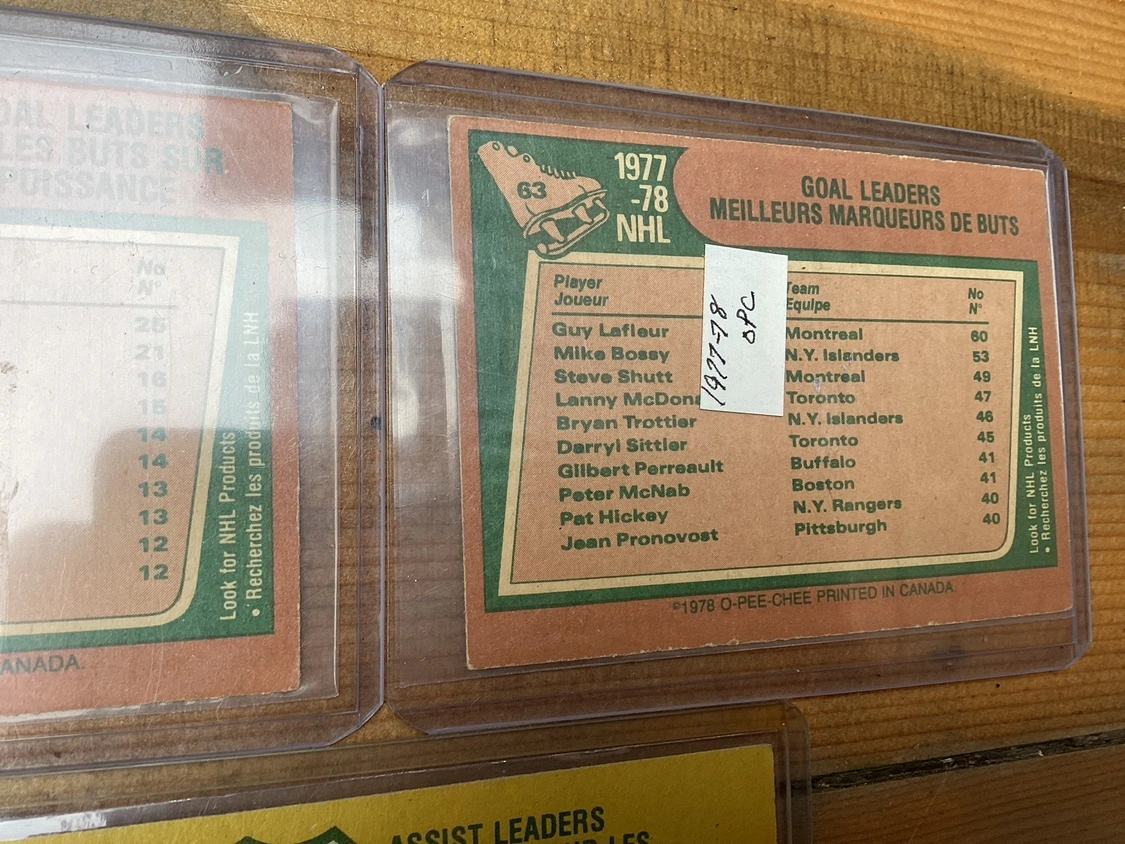 OAL LEADERS
LES BUTS SUR
PUISSANCE
No
N°
25
21
16
15
14
14
13
13
12
12
Look for NHL Products
• Recherchez les produits de la LNH
ANADA.
63
1977
-78
NHL
GOAL LEADERS
MEILLEURS MARQUEURS DE BUTS
Player Team No
Joueur Equipe N°
Guy Lafleur Montreal 60
Mike Bossy N.Y. Islanders 53
Steve Shutt Montreal 49
Lanny McDona Toronto 47
Bryan Trottier N.Y. Islanders 46
Darryl Sittler Toronto 45
Gilbert Perreault Buffalo 41
Peter McNab Boston 41
Pat Hickey N.Y. Rangers 40
Jean Pronovost Pittsburgh 40
1977-78
OPC
Look for NHL Products
• Recherchez les produits de la LNH
©1978 O-PEE-CHEE PRINTED IN CANADA.
ASSIST LEADERS